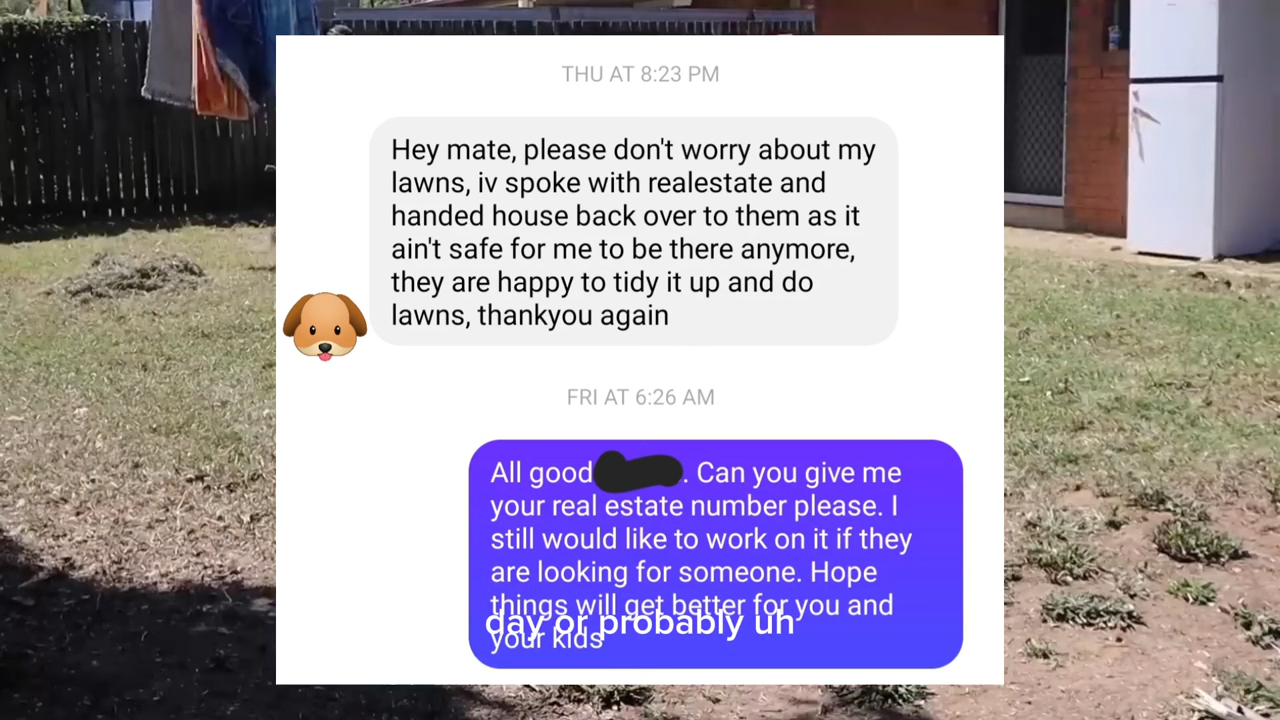 THU AT 8:23 PM
Hey mate, please don't worry about my
lawns, iv spoke with realestate and
handed house back over to them as it
ain't safe for me to be there anymore,
they are happy to tidy it up and do
lawns, thankyou again
FRI AT 6:26 AM
All good . Can you give me
your real estate number please. I
still would like to work on it if they
are looking for someone. Hope
things will get better for you and
your kids
day or probably uh